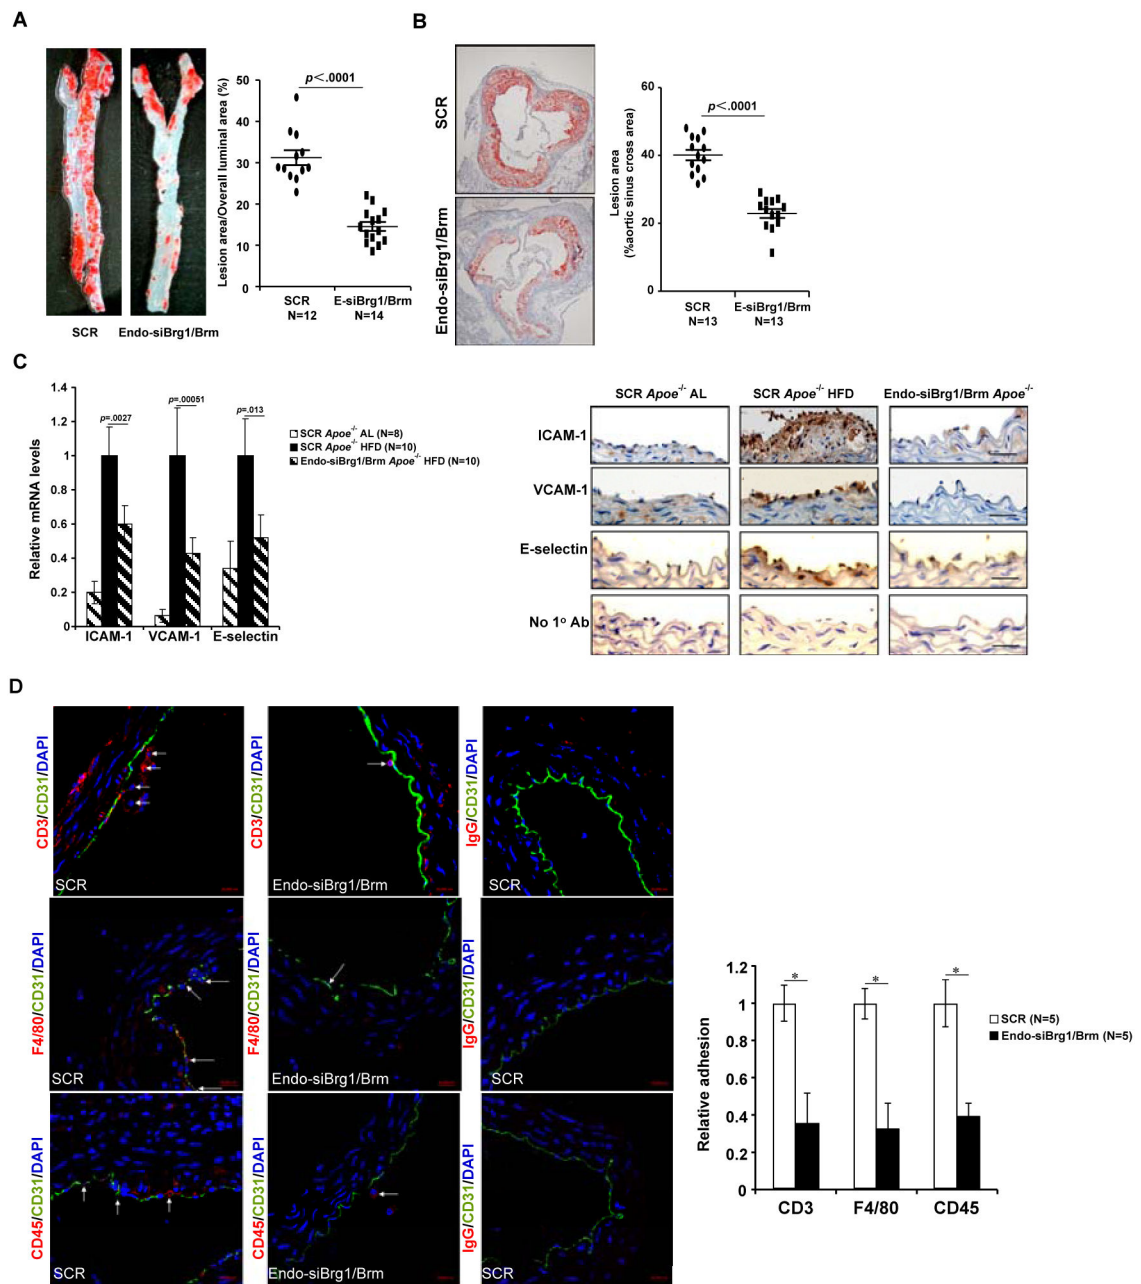 A
B
50
40
30
20
10
0
Lesion area/Overall luminal area (%)
p<.0001
SCR
N=12
E-siBrg1/Brm
N=14
SCR
Endo-siBrg1/Brm
SCR
Endo-siBrg1/Brm
60
40
20
0
Lesion area
(%aortic sinus cross area)
p<.0001
SCR
N=13
E-siBrg1/Brm
N=13
C
1.4
1.2
1
0.8
0.6
0.4
0.2
0
Relative mRNA levels
p=.0027
p=.00051
p=.013
ICAM-1 VCAM-1 E-selectin
SCR Apoe-/- AL (N=8)
SCR Apoe-/- HFD (N=10)
Endo-siBrg1/Brm Apoe-/- HFD (N=10)
SCR Apoe-/- AL SCR Apoe-/- HFD Endo-siBrg1/Brm Apoe-/-
ICAM-1
VCAM-1
E-selectin
No 1o Ab
D
CD3/CD31/DAPI
SCR
CD3/CD31/DAPI
Endo-siBrg1/Brm
IgG/CD31/DAPI
SCR
F4/80/CD31/DAPI
SCR
F4/80/CD31/DAPI
Endo-siBrg1/Brm
IgG/CD31/DAPI
SCR
CD45/CD31/DAPI
SCR
CD45/CD31/DAPI
Endo-siBrg1/Brm
IgG/CD31/DAPI
SCR
1.2
1
0.8
0.6
0.4
0.2
0
Relative adhesion
* * *
CD3 F4/80 CD45
SCR (N=5)
Endo-siBrg1/Brm (N=5)